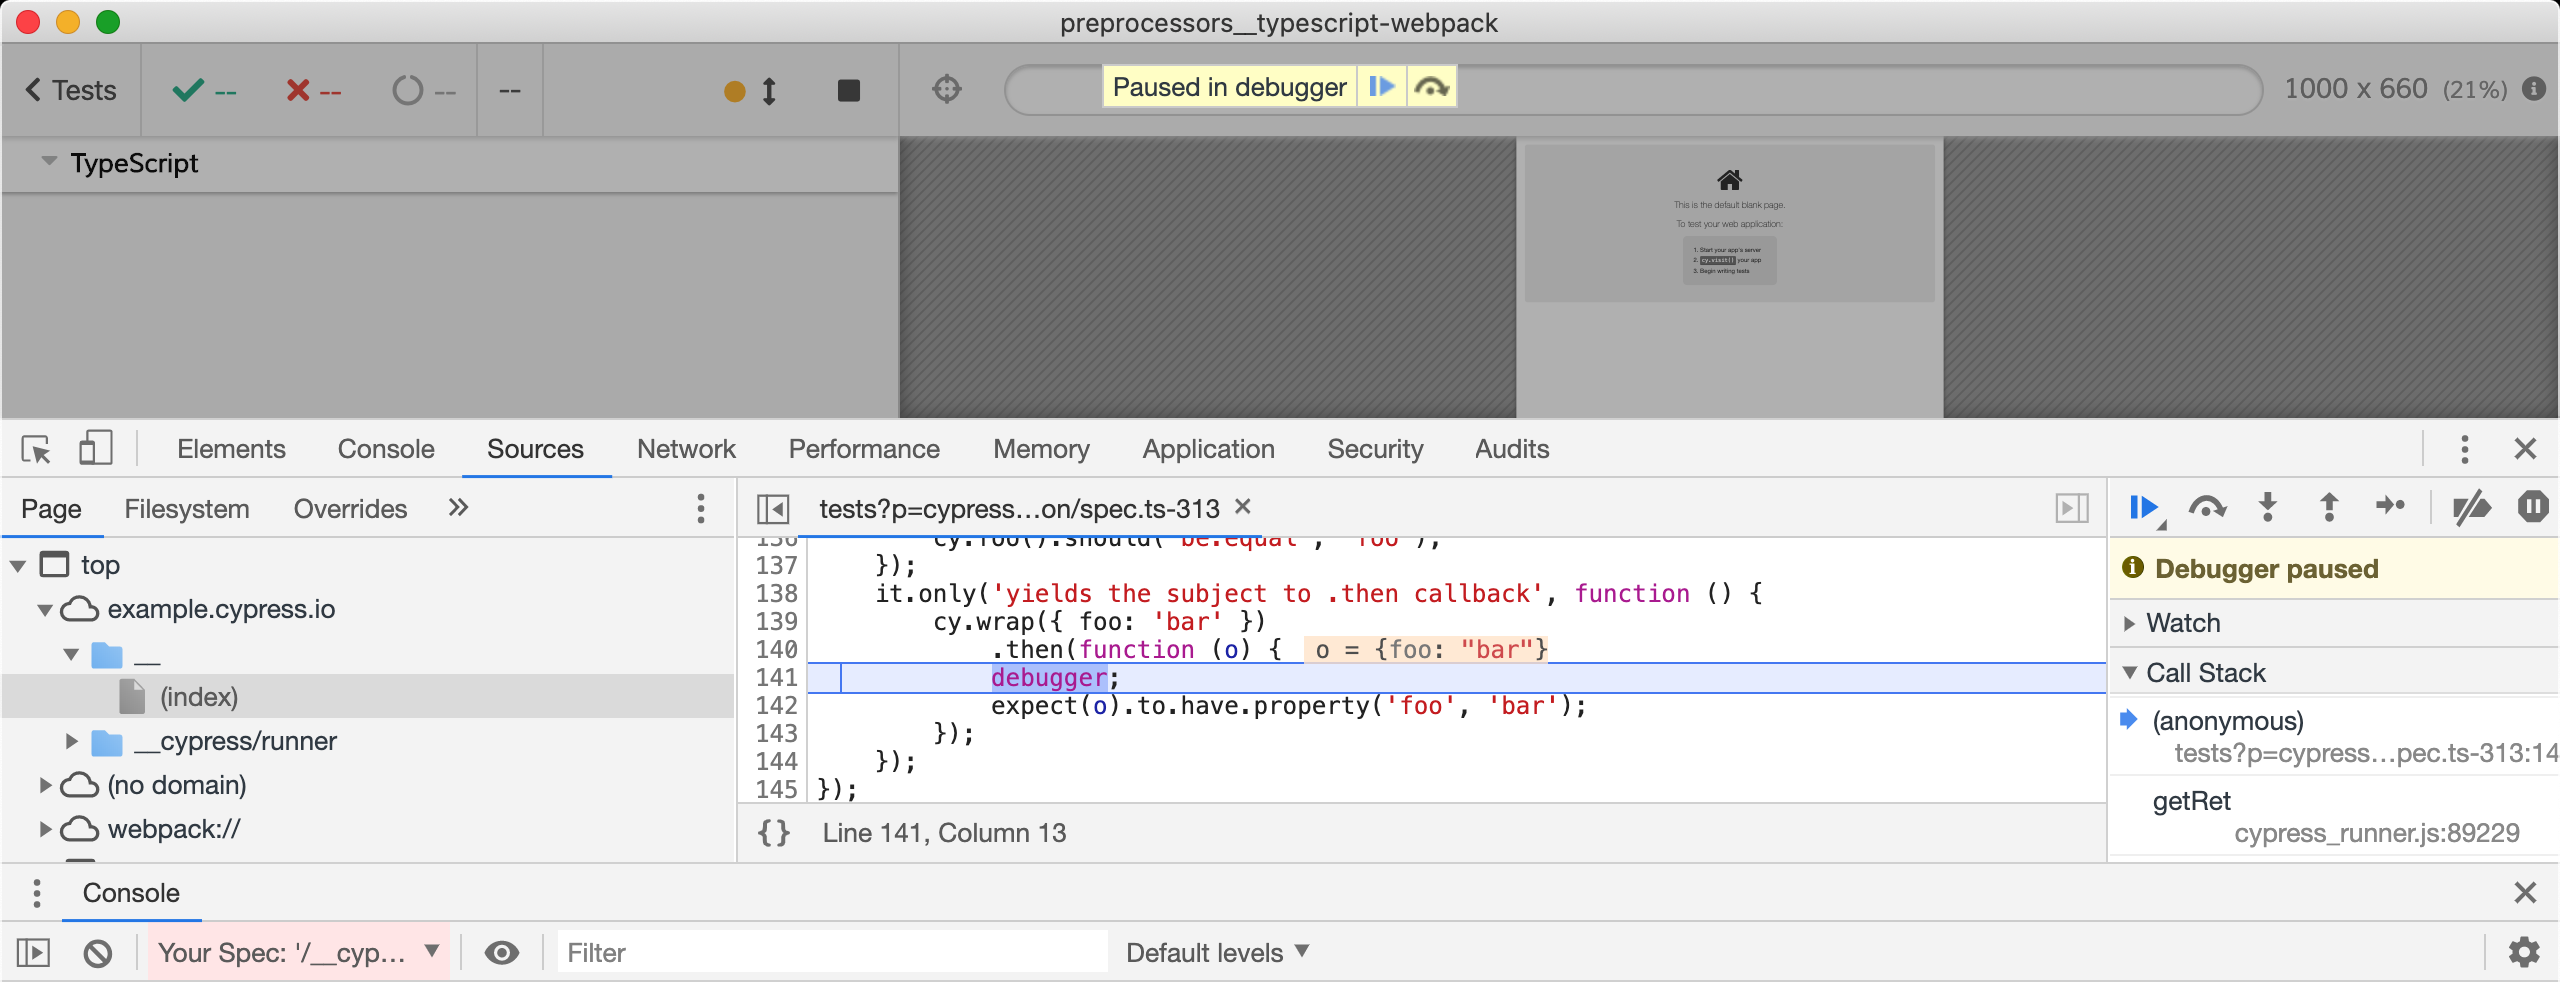 preprocessors__typescript-webpack
Tests -- -- -- --
Paused in debugger
1000 x 660 (21%)
TypeScript
This is the default blank page.
To test your web application:
1. Start your app's server
2. cy.visit() your app
3. Begin writing tests
Elements Console Sources Network Performance Memory Application Security Audits
Page Filesystem Overrides »
tests?p=cypress…on/spec.ts-313 ×
top
example.cypress.io
__
(index)
__cypress/runner
(no domain)
webpack://
136 cy.foo().should('be.equal', 'foo');
137 });
138 it.only('yields the subject to .then callback', function () {
139 cy.wrap({ foo: 'bar' })
140 .then(function (o) { o = {foo: "bar"}
141 debugger;
142 expect(o).to.have.property('foo', 'bar');
143 });
144 });
145 });
{} Line 141, Column 13
Debugger paused
Watch
Call Stack
(anonymous)
tests?p=cypress…pec.ts-313:14
getRet
cypress_runner.js:89229
Console
Your Spec: '/__cyp… Filter Default levels